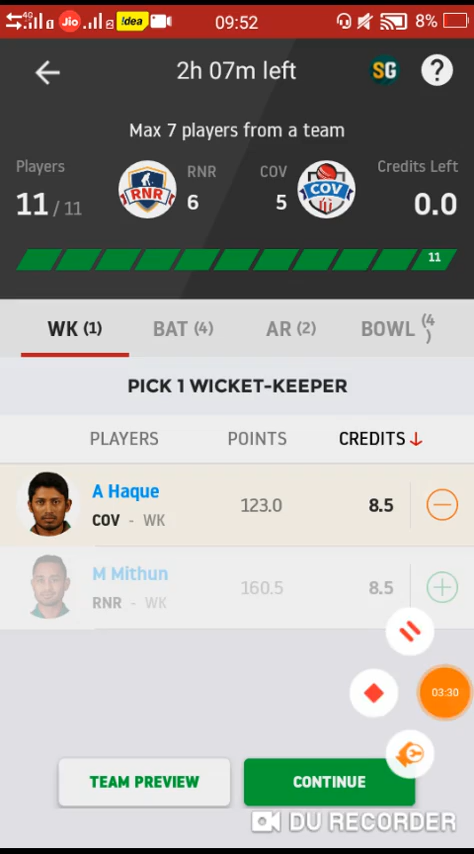 4G Jio !dea 09:52 8%
2h 07m left SG ?
Max 7 players from a team
Players RNR COV Credits Left
11 / 11 RNR 6 5 COV 0.0
11
WK (1) BAT (4) AR (2) BOWL (4)
PICK 1 WICKET-KEEPER
PLAYERS POINTS CREDITS
A Haque
COV - WK 123.0 8.5
M Mithun
RNR - WK 160.5 8.5
03:30
TEAM PREVIEW CONTINUE
DU RECORDER